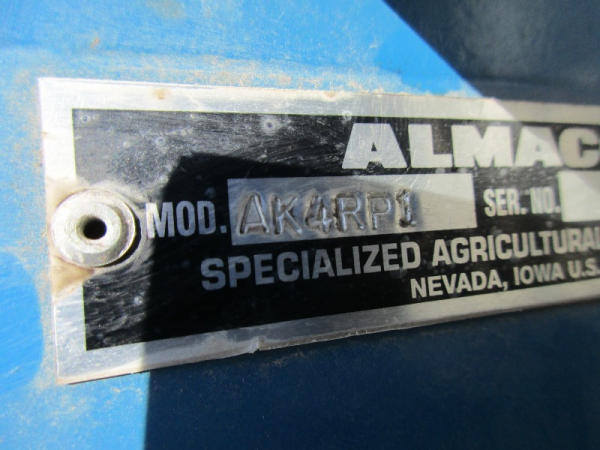 ALMAC
MOD. AK4RP1 SER. NO.
SPECIALIZED AGRICULTURAL
NEVADA, IOWA U.S.